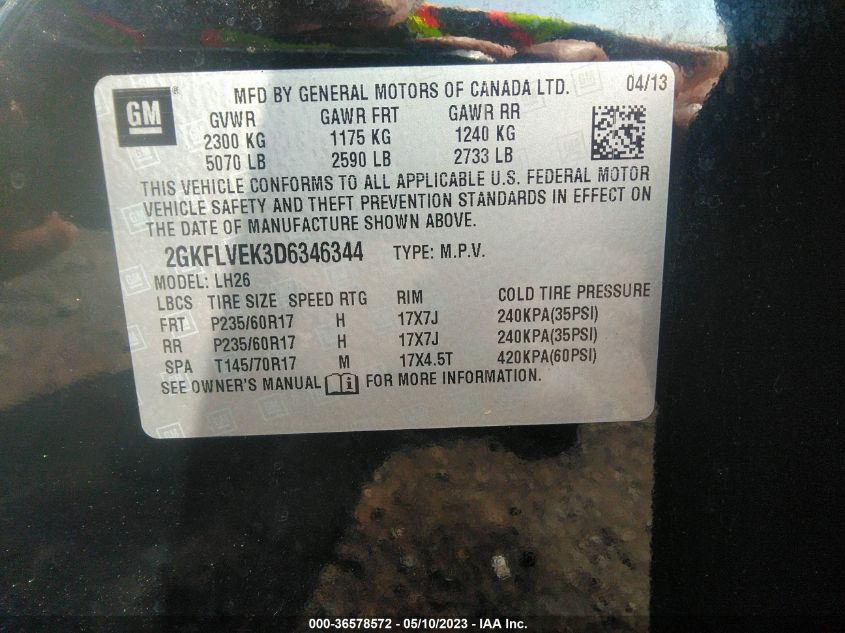 GM ®
MFD BY GENERAL MOTORS OF CANADA LTD. 04/13
GVWR GAWR FRT GAWR RR
2300 KG 1175 KG 1240 KG
5070 LB 2590 LB 2733 LB
THIS VEHICLE CONFORMS TO ALL APPLICABLE U.S. FEDERAL MOTOR
VEHICLE SAFETY AND THEFT PREVENTION STANDARDS IN EFFECT ON
THE DATE OF MANUFACTURE SHOWN ABOVE.
2GKFLVEK3D6346344 TYPE: M.P.V.
MODEL: LH26
LBCS TIRE SIZE SPEED RTG RIM COLD TIRE PRESSURE
FRT P235/60R17 H 17X7J 240KPA(35PSI)
RR P235/60R17 H 17X7J 240KPA(35PSI)
SPA T145/70R17 M 17X4.5T 420KPA(60PSI)
SEE OWNER'S MANUAL FOR MORE INFORMATION.
000-36578572 - 05/10/2023 - © IAA Inc.